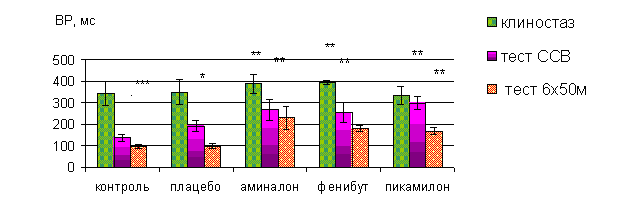 ВР, мс
клиностаз
тест ССВ
тест 6х50м
** ** **
*** * ** ** **
500
400
300
200
100
0
контроль плацебо аминалон фенибут пикамилон